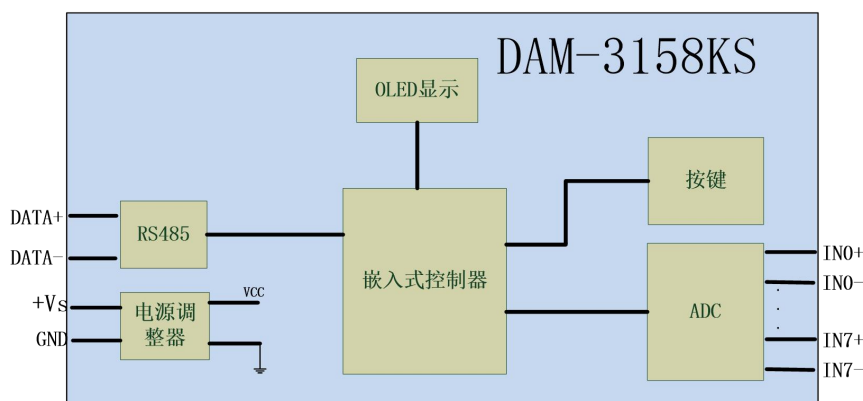 DAM-3158KS
OLED显示
按键
DATA+
RS485
DATA-
嵌入式控制器
IN0+
IN0-
ADC
+Vs
VCC
电源调
整器
GND
IN7+
IN7-